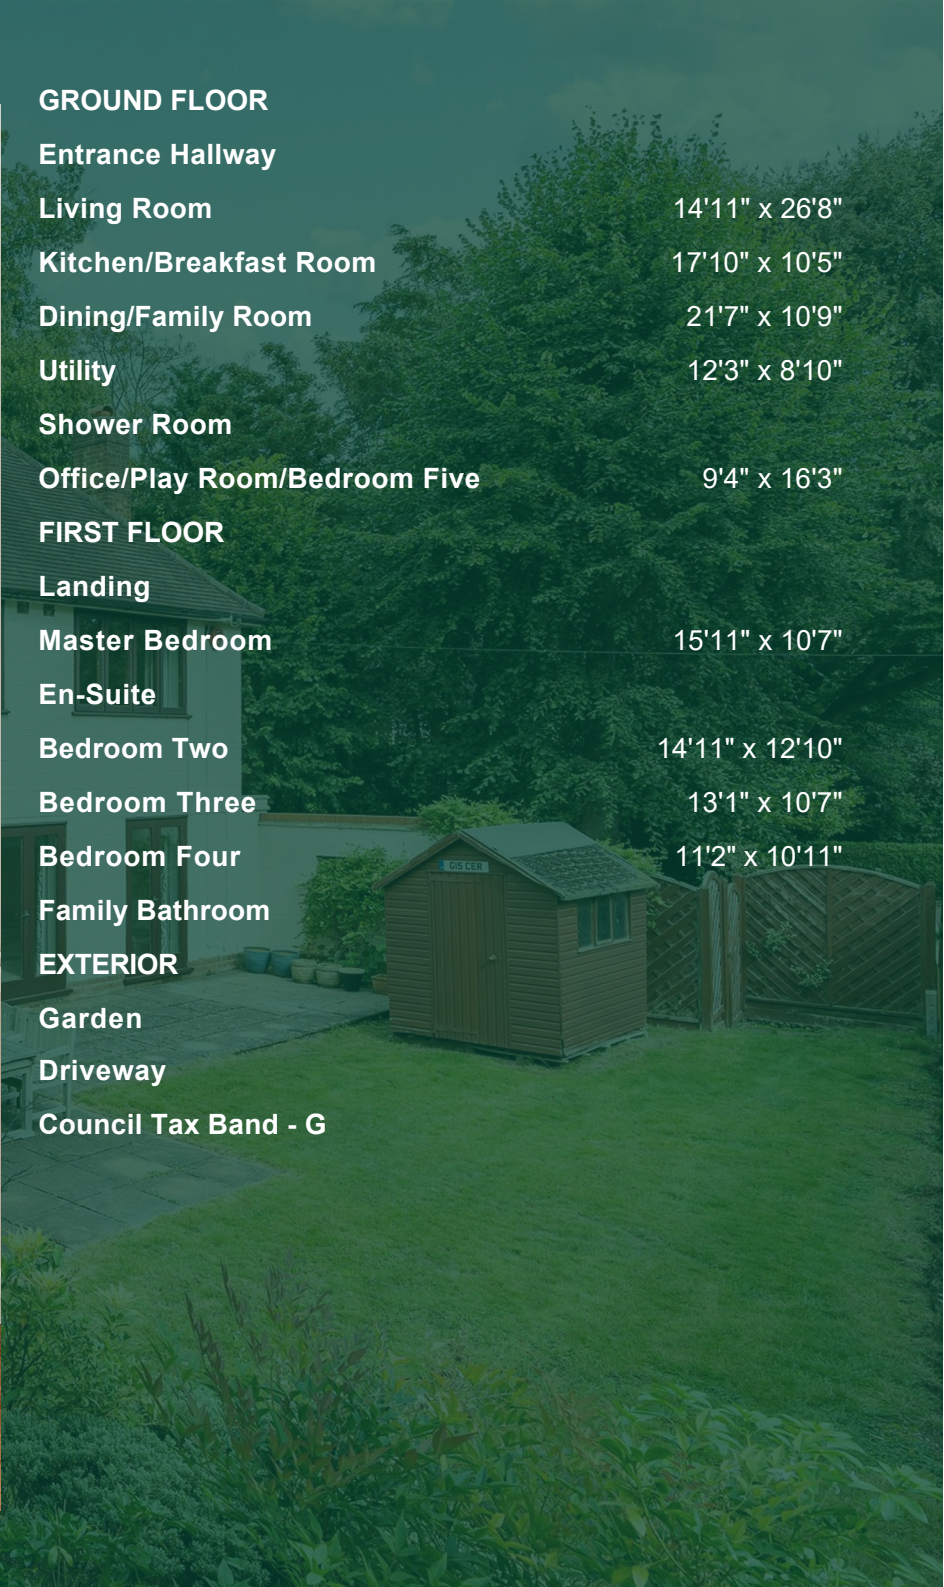 GROUND FLOOR
Entrance Hallway
Living Room 14'11" x 26'8"
Kitchen/Breakfast Room 17'10" x 10'5"
Dining/Family Room 21'7" x 10'9"
Utility 12'3" x 8'10"
Shower Room
Office/Play Room/Bedroom Five 9'4" x 16'3"
FIRST FLOOR
Landing
Master Bedroom 15'11" x 10'7"
En-Suite
Bedroom Two 14'11" x 12'10"
Bedroom Three 13'1" x 10'7"
Bedroom Four 11'2" x 10'11"
G15 CER
Family Bathroom
EXTERIOR
Garden
Driveway
Council Tax Band - G